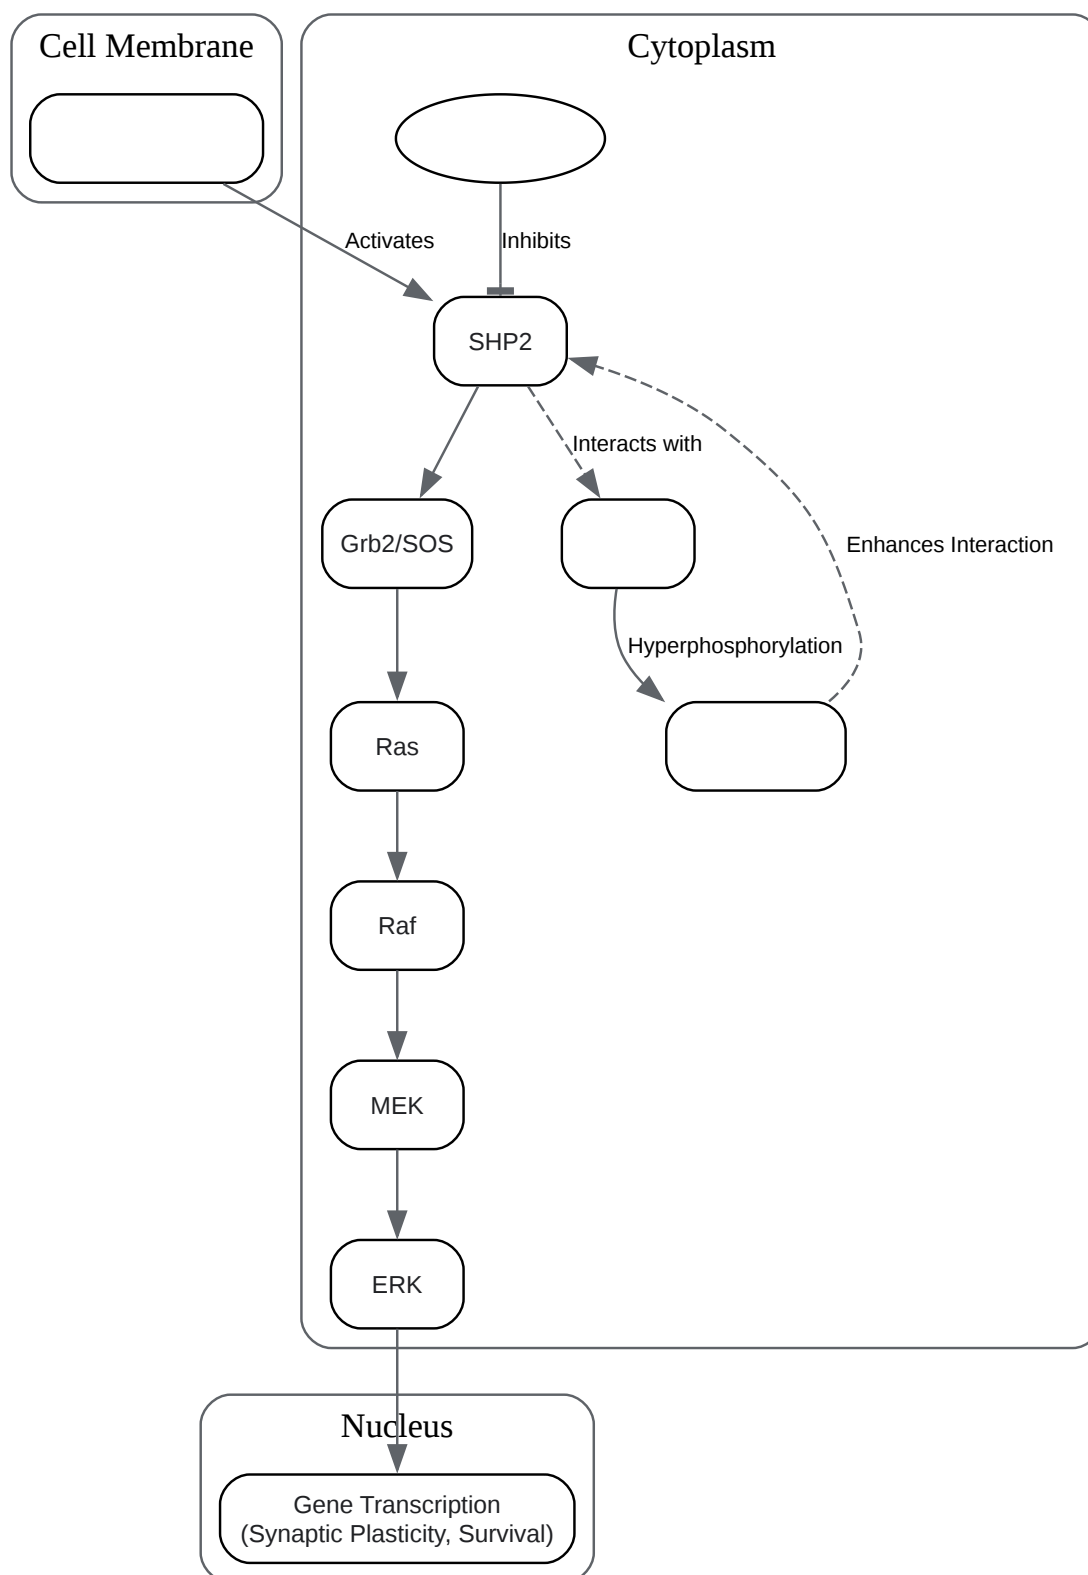 Cell Membrane
Cytoplasm
Activates
Inhibits
SHP2
Interacts with
Grb2/SOS
Enhances Interaction
Hyperphosphorylation
Ras
Raf
MEK
ERK
Nucleus
Gene Transcription
(Synaptic Plasticity, Survival)